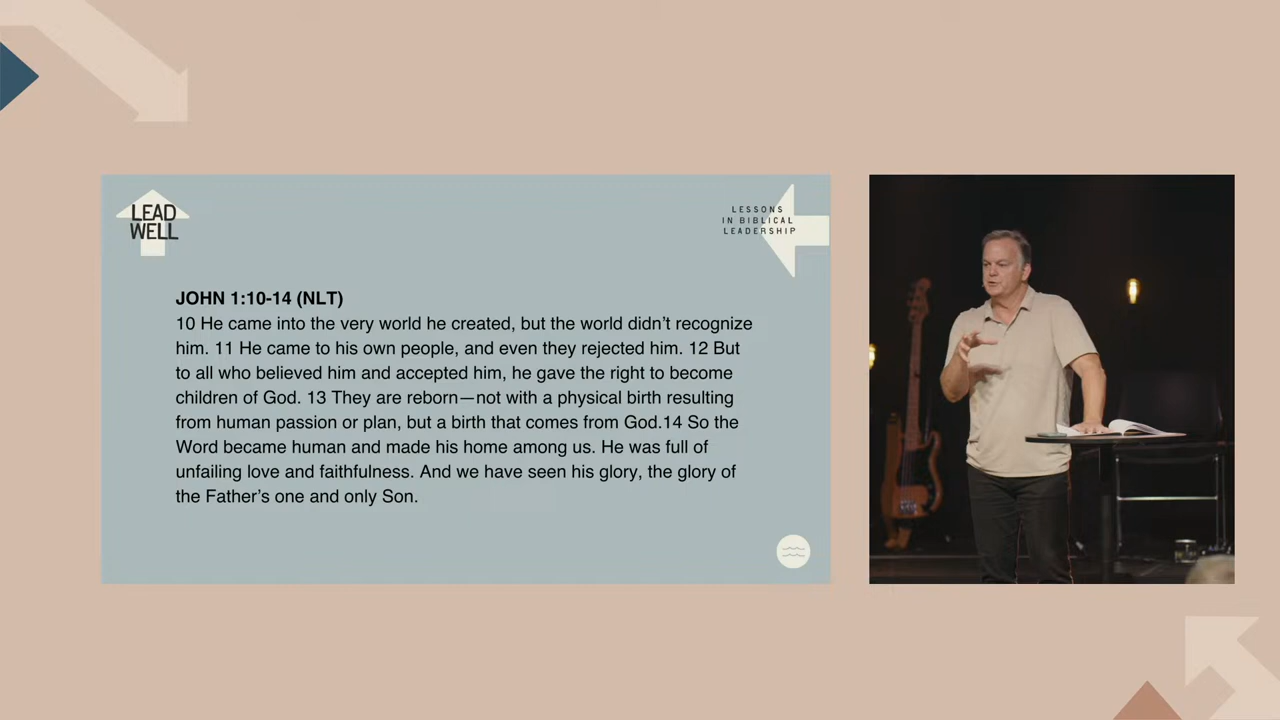 LEAD
WELL
LESSONS
IN BIBLICAL
LEADERSHIP
JOHN 1:10-14 (NLT)
10 He came into the very world he created, but the world didn’t recognize
him. 11 He came to his own people, and even they rejected him. 12 But
to all who believed him and accepted him, he gave the right to become
children of God. 13 They are reborn—not with a physical birth resulting
from human passion or plan, but a birth that comes from God.14 So the
Word became human and made his home among us. He was full of
unfailing love and faithfulness. And we have seen his glory, the glory of
the Father’s one and only Son.